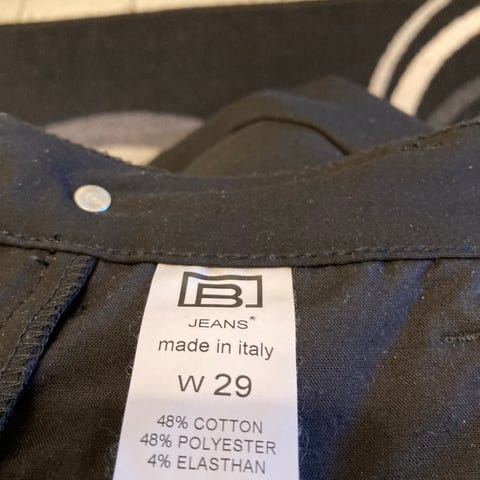 B
JEANS®
made in italy
W 29
48% COTTON
48% POLYESTER
4% ELASTHAN